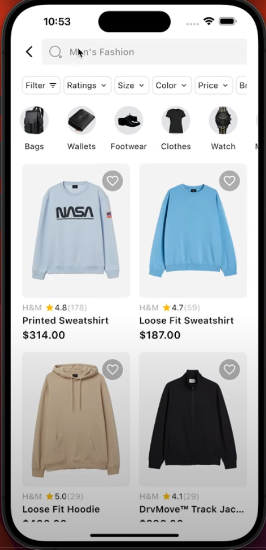 10:53
Men's Fashion
Filter Ratings Size Color Price Br
Bags Wallets Footwear Clothes Watch
NASA
H&M 4.8(178)
Printed Sweatshirt
$314.00
H&M 4.7(59)
Loose Fit Sweatshirt
$187.00
H&M 5.0(29)
Loose Fit Hoodie
H&M 4.1(29)
DrvMove™ Track Jac...